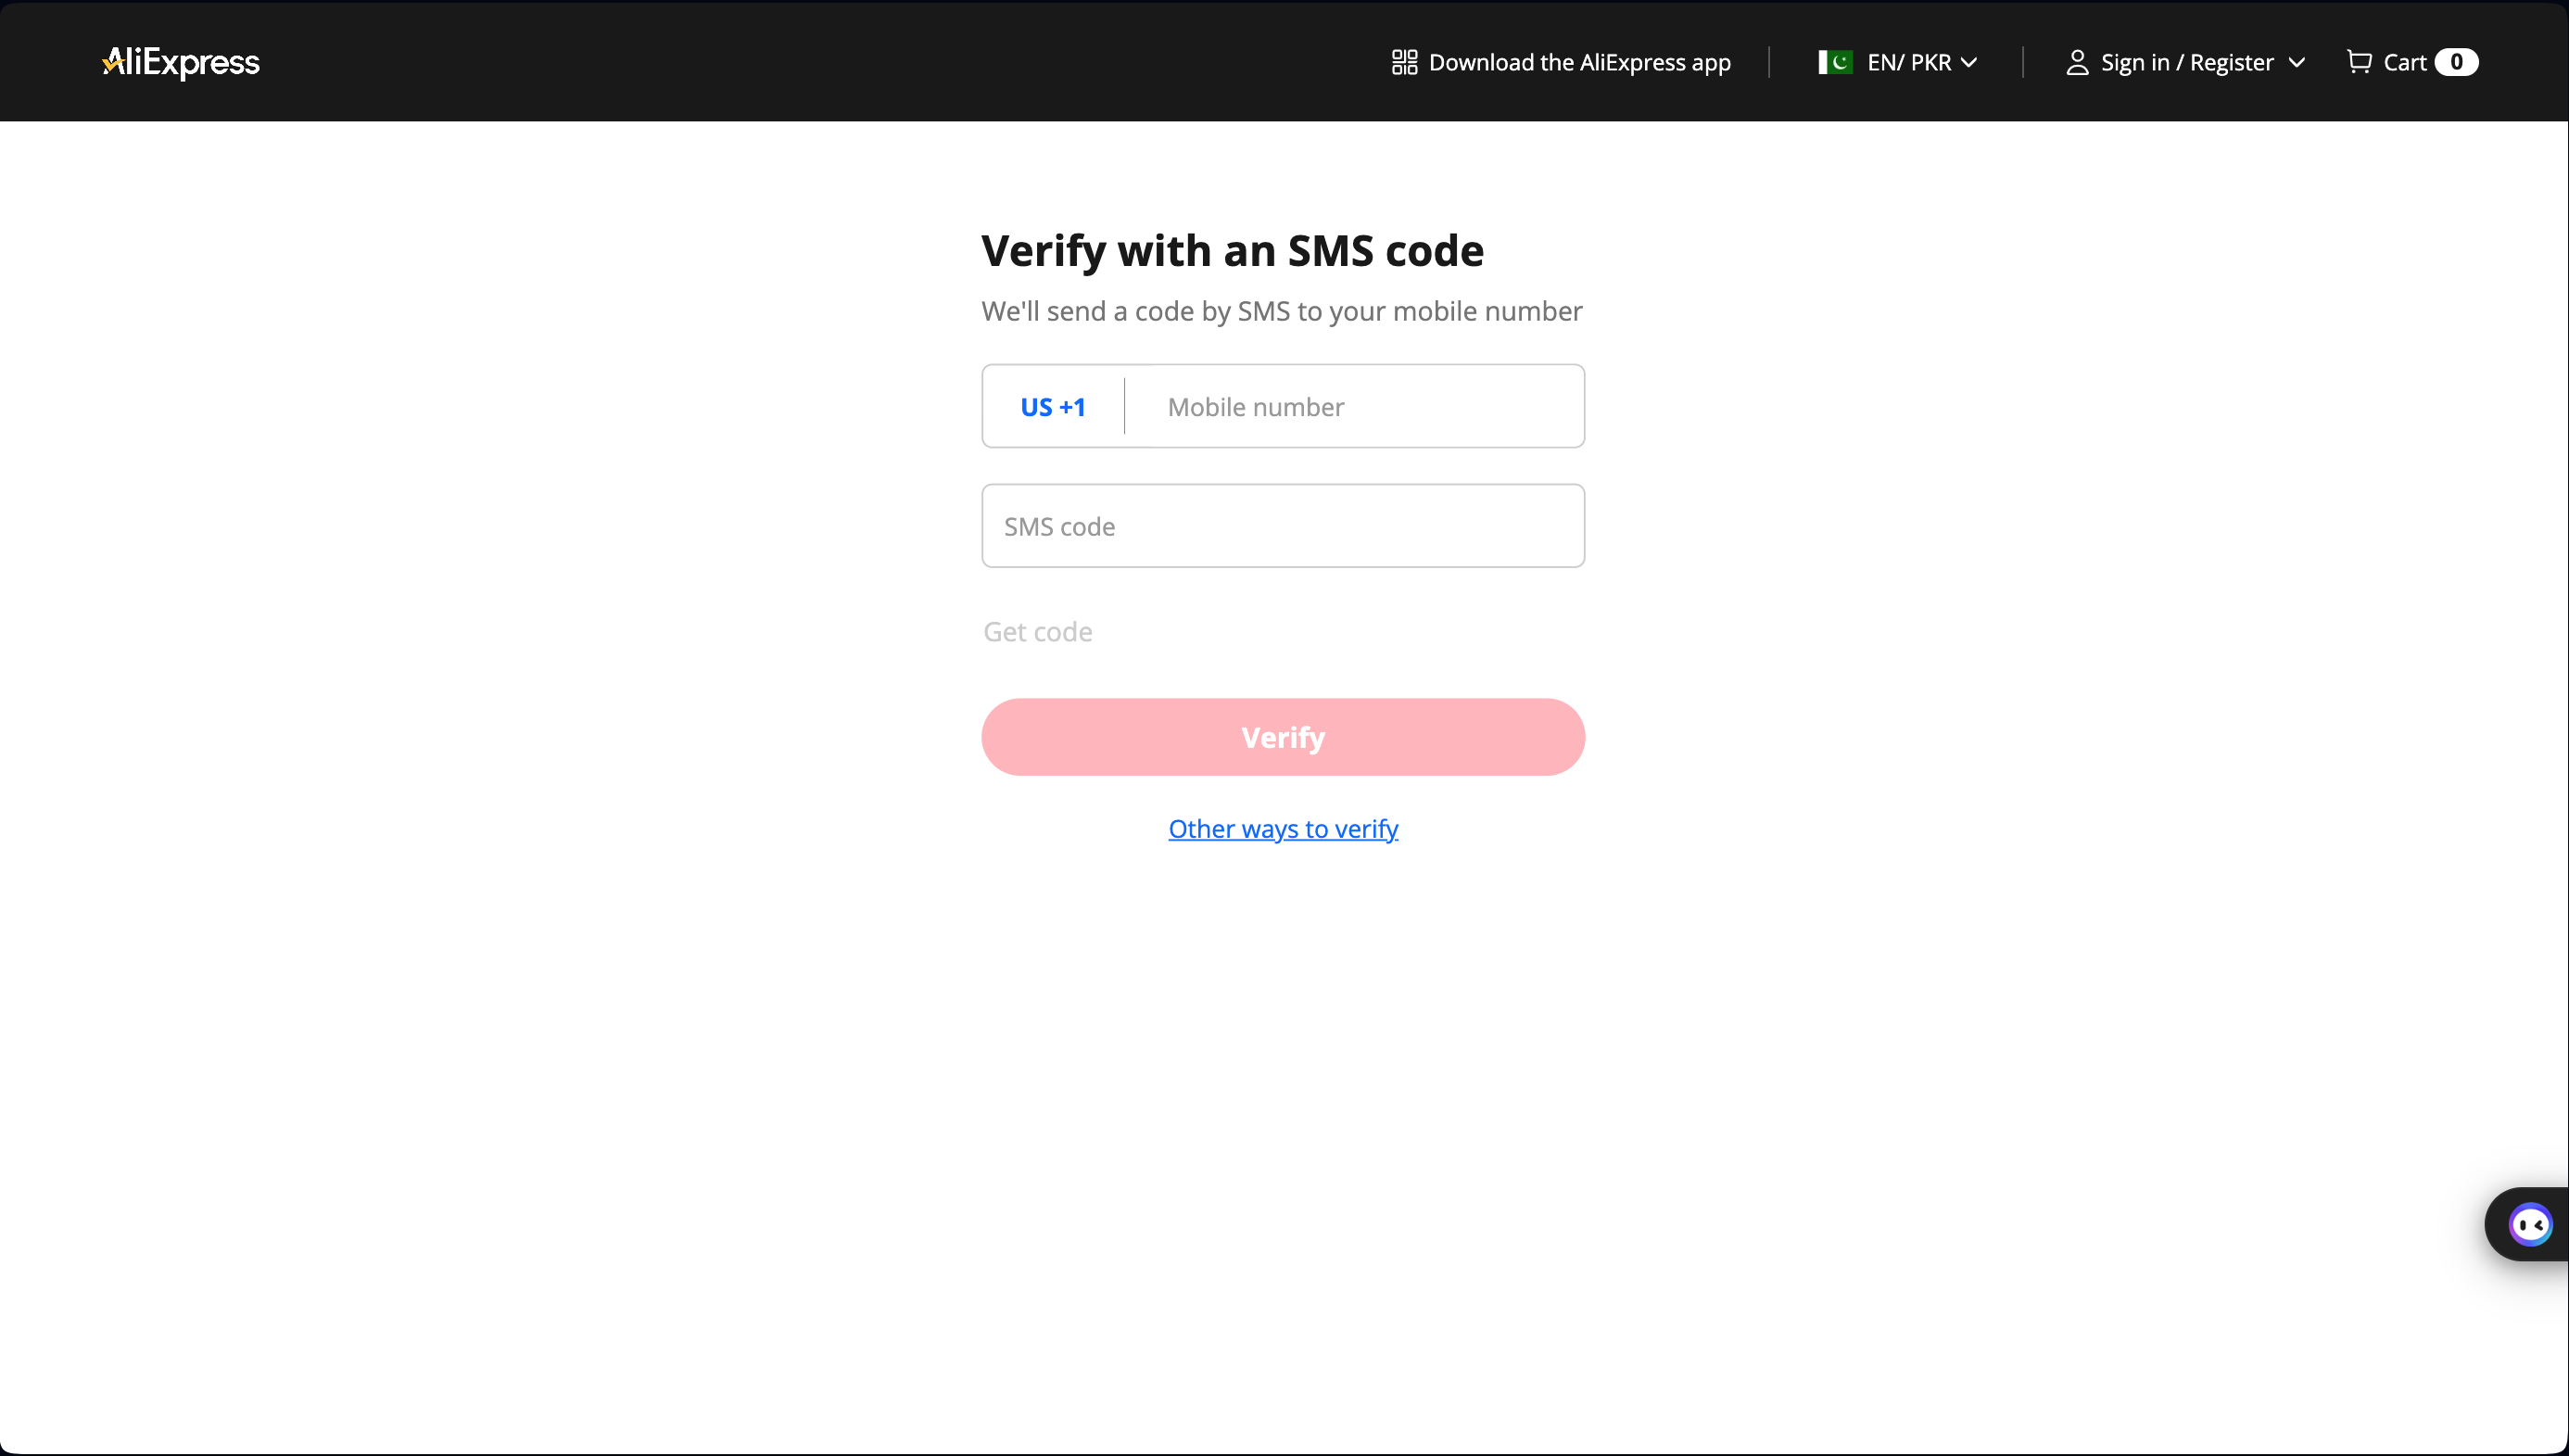 AliExpress
Download the AliExpress app
EN/ PKR
Sign in / Register
Cart 0
Verify with an SMS code
We'll send a code by SMS to your mobile number
US +1
Mobile number
SMS code
Get code
Verify
Other ways to verify